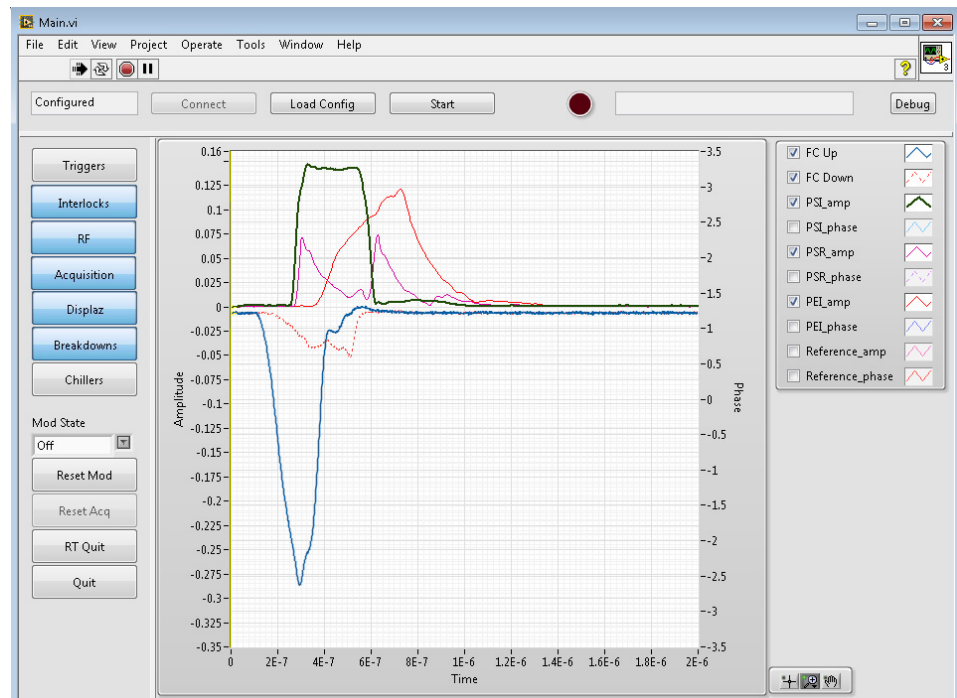 Main.vi
File Edit View Project Operate Tools Window Help
3
Configured Connect Load Config Start Debug
Triggers
Interlocks
RF
Acquisition
Displaz
Breakdowns
Chillers
Mod State
Off
Reset Mod
Reset Acq
RT Quit
Quit
Amplitude
0.16
0.125
0.1
0.075
0.05
0.025
0
-0.025
-0.05
-0.075
-0.1
-0.125
-0.15
-0.175
-0.2
-0.225
-0.25
-0.275
-0.3
-0.325
-0.35
0 2E-7 4E-7 6E-7 8E-7 1E-6 1.2E-6 1.4E-6 1.6E-6 1.8E-6 2E-6
Time
3.5
3
2.5
2
1.5
1
0.5
0
-0.5
-1
-1.5
-2
-2.5
-3
-3.5
Phase
FC Up
FC Down
PSI_amp
PSI_phase
PSR_amp
PSR_phase
PEI_amp
PEI_phase
Reference_amp
Reference_phase